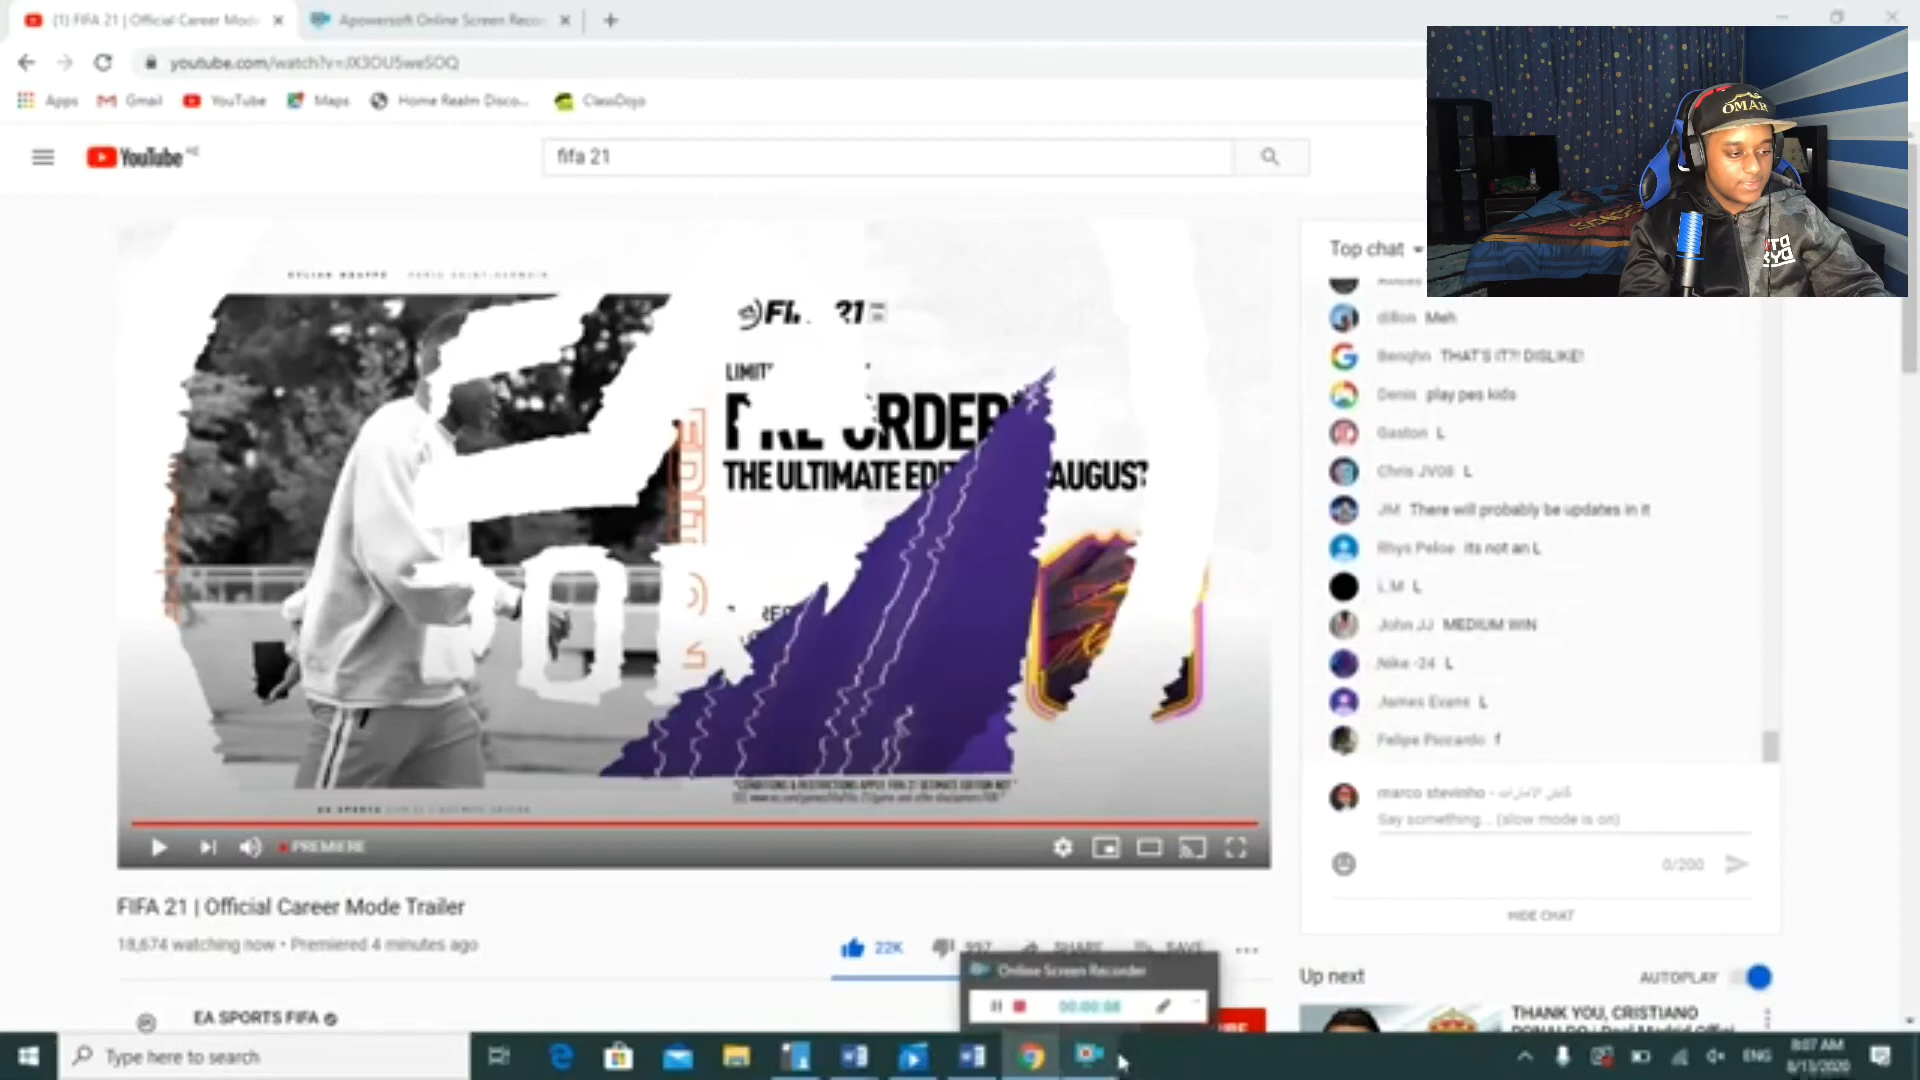 (1) FIFA 21 | Official Career Mode
Apowersoft Online Screen Reco
youtube.com/watch?v=JX3OU5weSOQ
Apps
Gmail
YouTube
Maps
Home Realm Disco...
ClassDojo
YouTube
fifa 21
OMAR
Top chat
dillon Meh
Benqhn THAT'S IT?! DISLIKE!
Denis play pes kids
Gaston L
Chris JV08 L
JM There will probably be updates in it
Rhys Peloe its not an L
L.M L
John JJ MEDIUM WIN
Nike -24 L
James Evans L
Felipe Piccardo f
marco stevinho -
Say something... (slow mode is on)
0/200
HIDE CHAT
THE ULTIMATE
AUGUST
PREMIERE
FIFA 21 | Official Career Mode Trailer
18,674 watching now • Premiered 4 minutes ago
22K
997
SHARE
SAVE
Online Screen Recorder
00:00:08
EA SPORTS FIFA
Up next
AUTOPLAY
THANK YOU, CRISTIANO
Type here to search
ENG
8:07 AM
8/13/2020